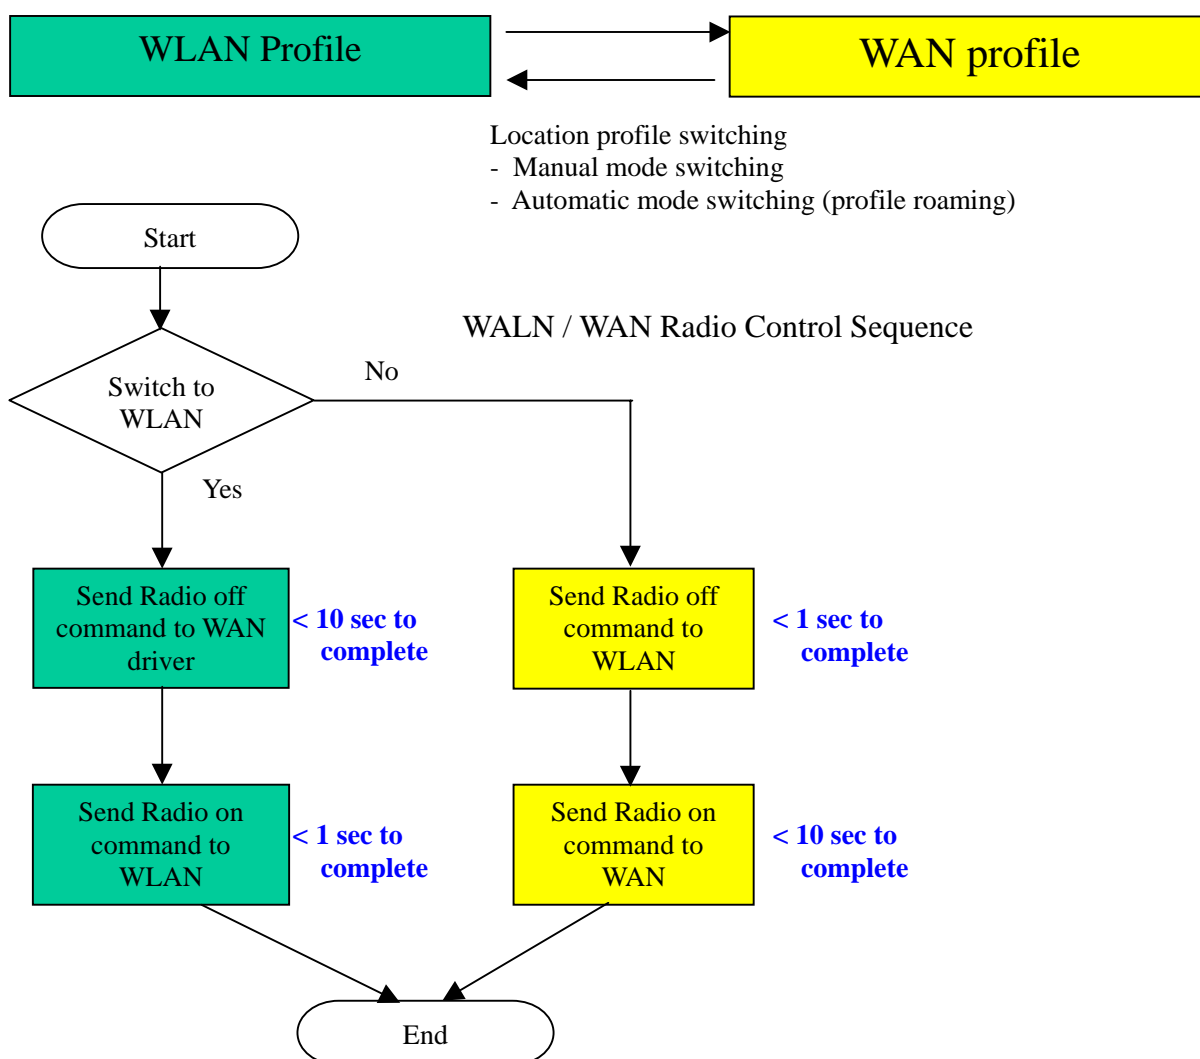 WLAN Profile
WAN profile
Location profile switching
- Manual mode switching
- Automatic mode switching (profile roaming)
Start
WALN / WAN Radio Control Sequence
Switch to
WLAN
No
Yes
Send Radio off
command to WAN
driver
< 10 sec to
complete
Send Radio off
command to
WLAN
< 1 sec to
complete
Send Radio on
command to
WLAN
< 1 sec to
complete
Send Radio on
command to
WAN
< 10 sec to
complete
End